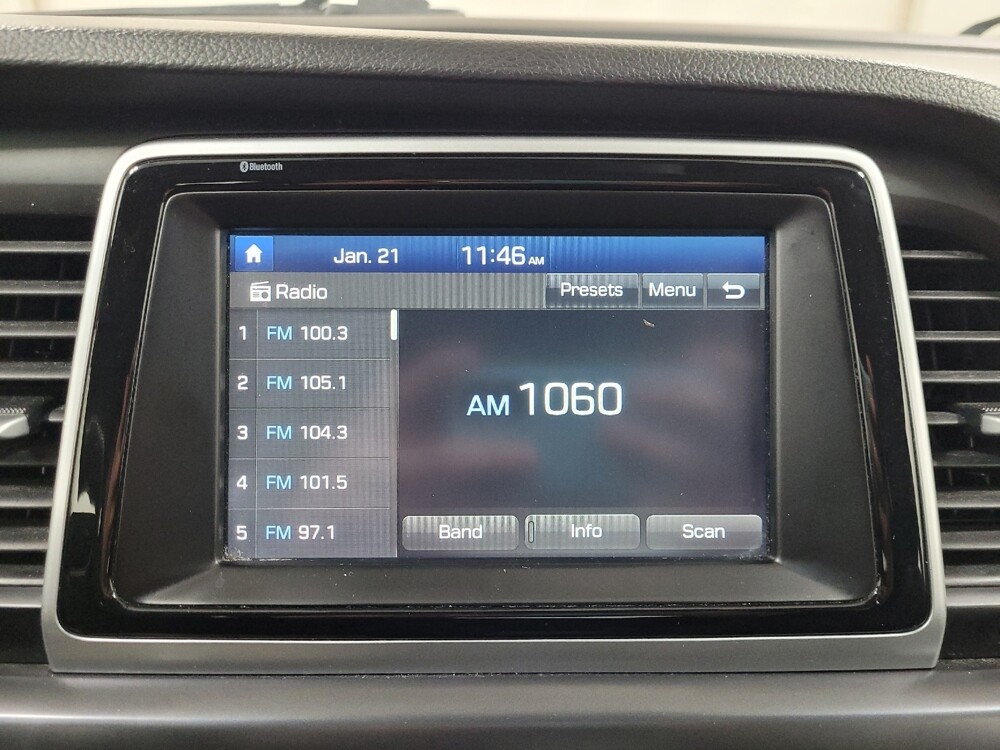 Bluetooth
Jan. 21 11:46 AM
Radio Presets Menu
1 FM 100.3
2 FM 105.1
3 FM 104.3
4 FM 101.5
5 FM 97.1
AM 1060
Band Info Scan